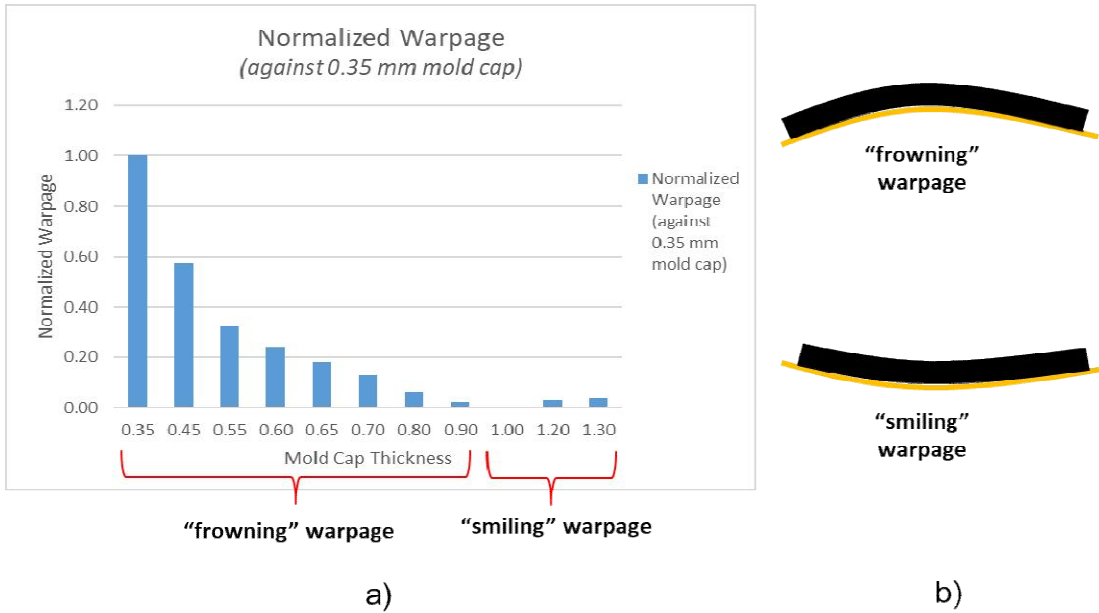 Normalized Warpage
(against 0.35 mm mold cap)
Normalized Warpage
1.20
1.00
0.80
0.60
0.40
0.20
0.00
0.35 0.45 0.55 0.60 0.65 0.70 0.80 0.90 1.00 1.20 1.30
Mold Cap Thickness
Normalized
Warpage
(against
0.35 mm
mold cap)
“frowning” warpage
“smiling” warpage
a)
“frowning”
warpage
“smiling”
warpage
b)